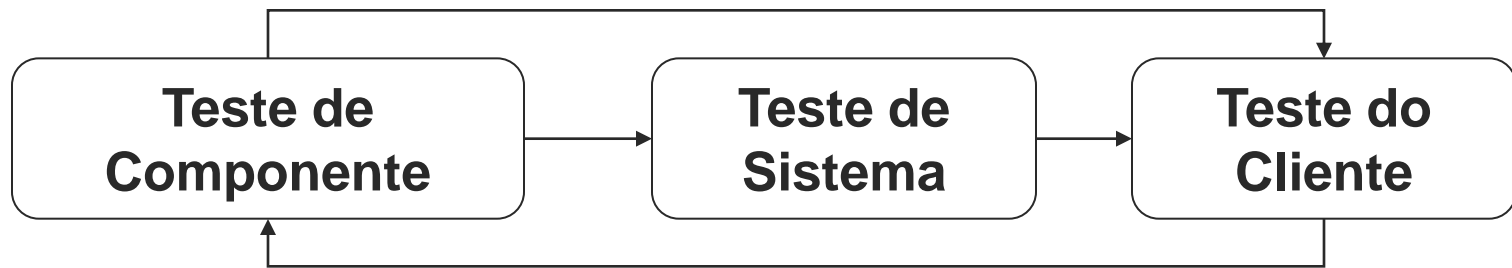 Teste de
Componente
Teste de
Sistema
Teste do
Cliente